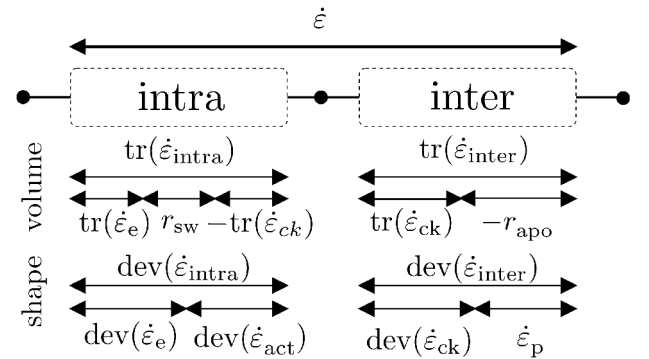 ε̇
intra inter
volume
tr(ε̇_intra) tr(ε̇_inter)
tr(ε̇_e) r_sw −tr(ε̇_ck) tr(ε̇_ck) −r_apo
shape
dev(ε̇_intra) dev(ε̇_inter)
dev(ε̇_e) dev(ε̇_act) dev(ε̇_ck) ε̇_p